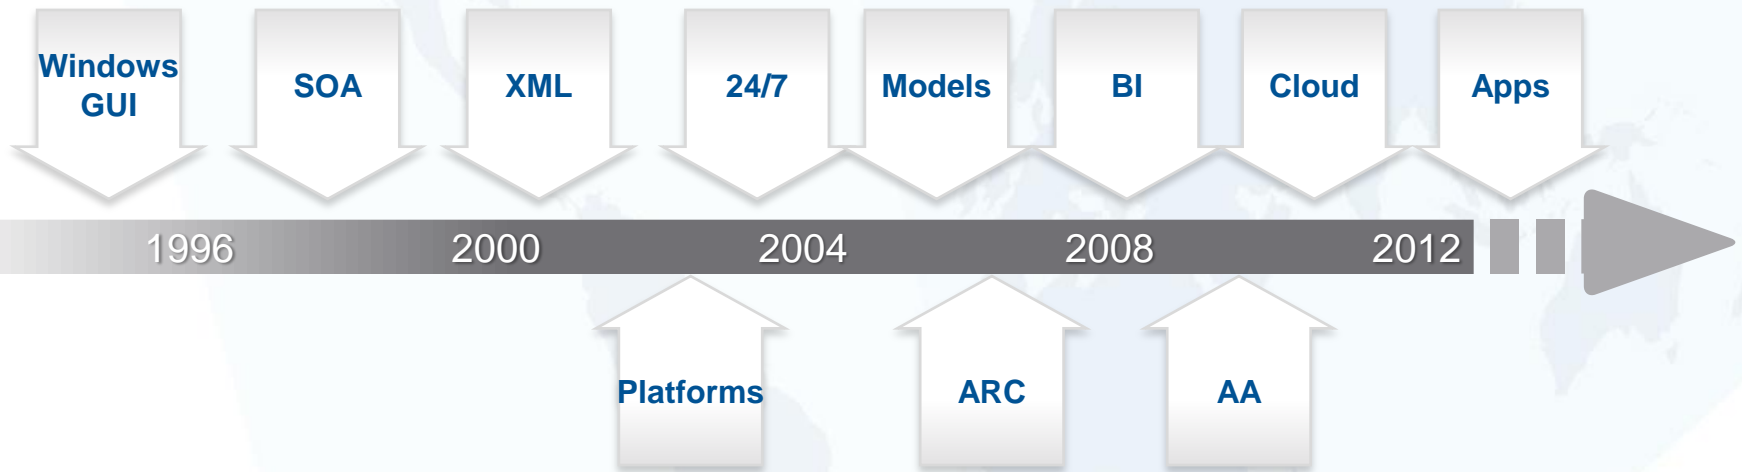 Windows
GUI
SOA
XML
24/7
Models
BI
Cloud
Apps
1996
2000
2004
2008
2012
Platforms
ARC
AA